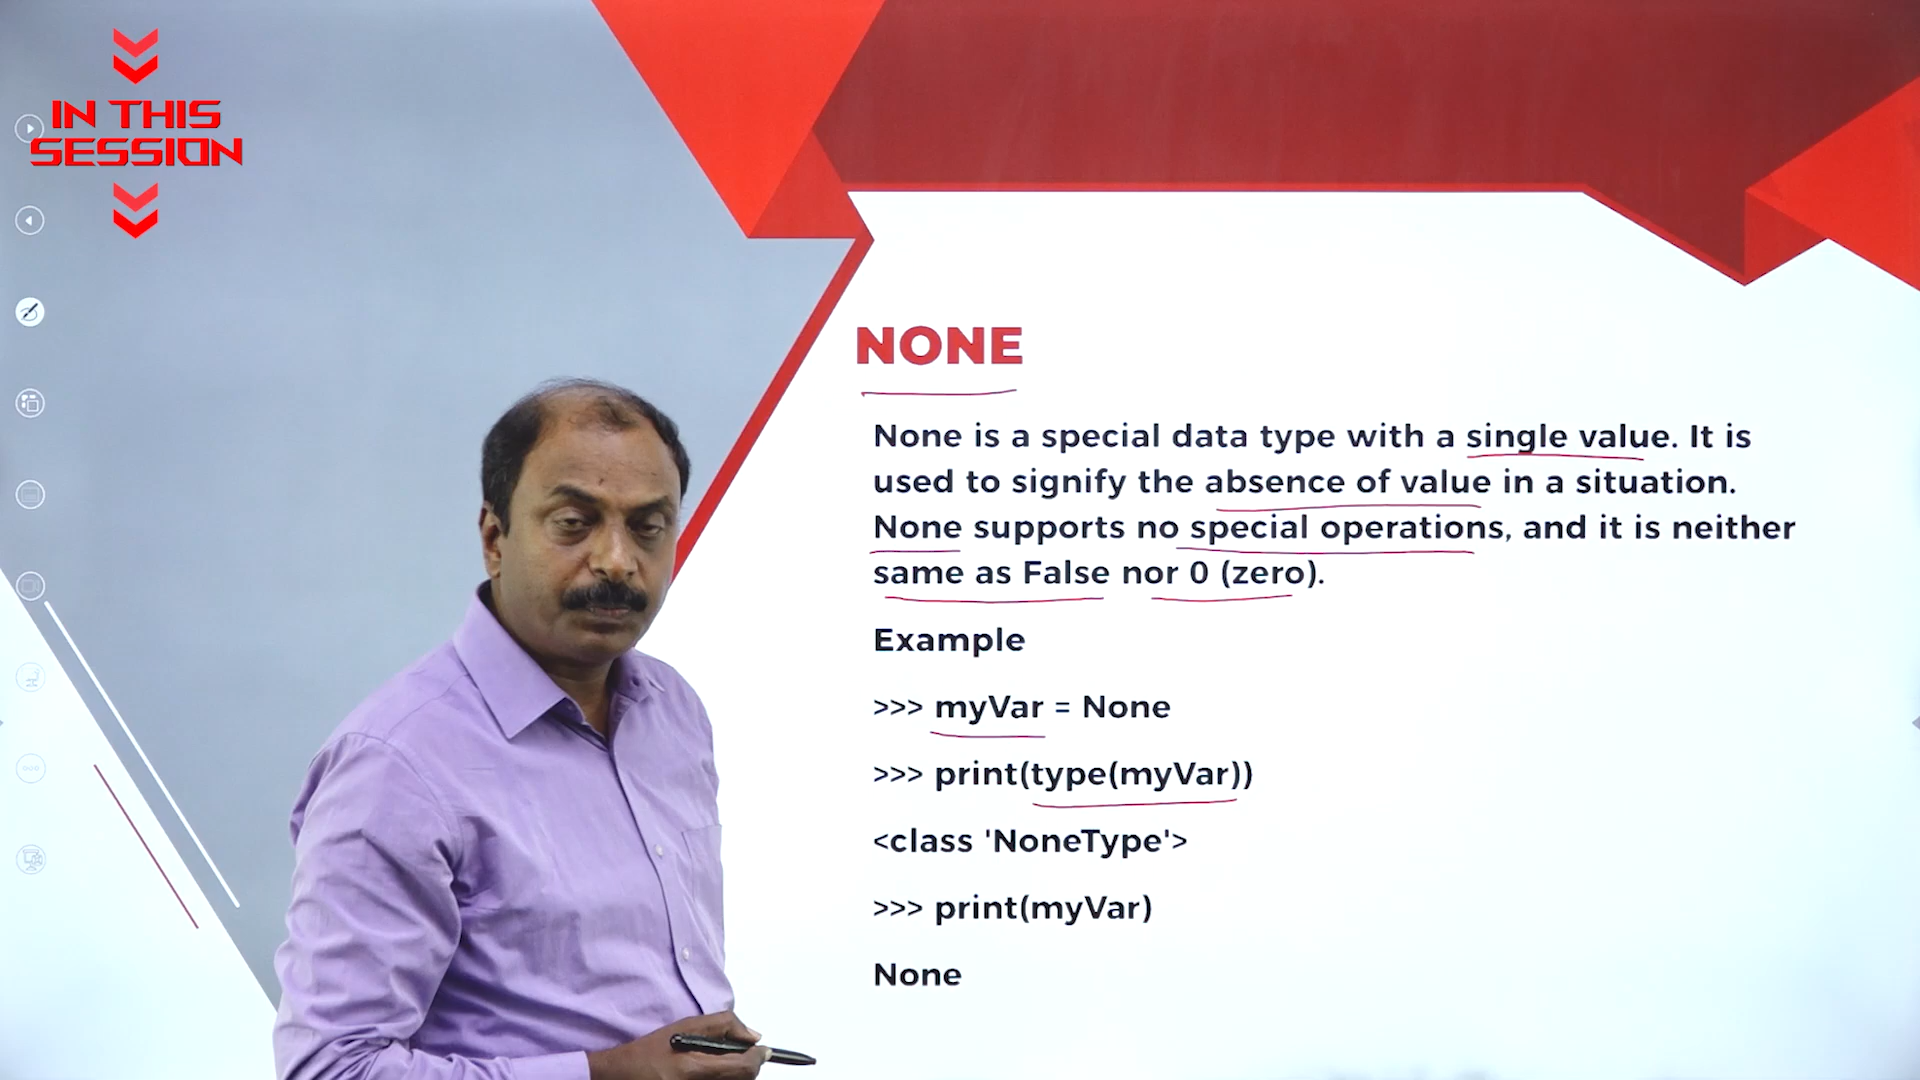 IN THIS
SESSION
NONE
None is a special data type with a single value. It is
used to signify the absence of value in a situation.
None supports no special operations, and it is neither
same as False nor 0 (zero).
Example
>>> myVar = None
>>> print(type(myVar))
<class 'NoneType'>
>>> print(myVar)
None